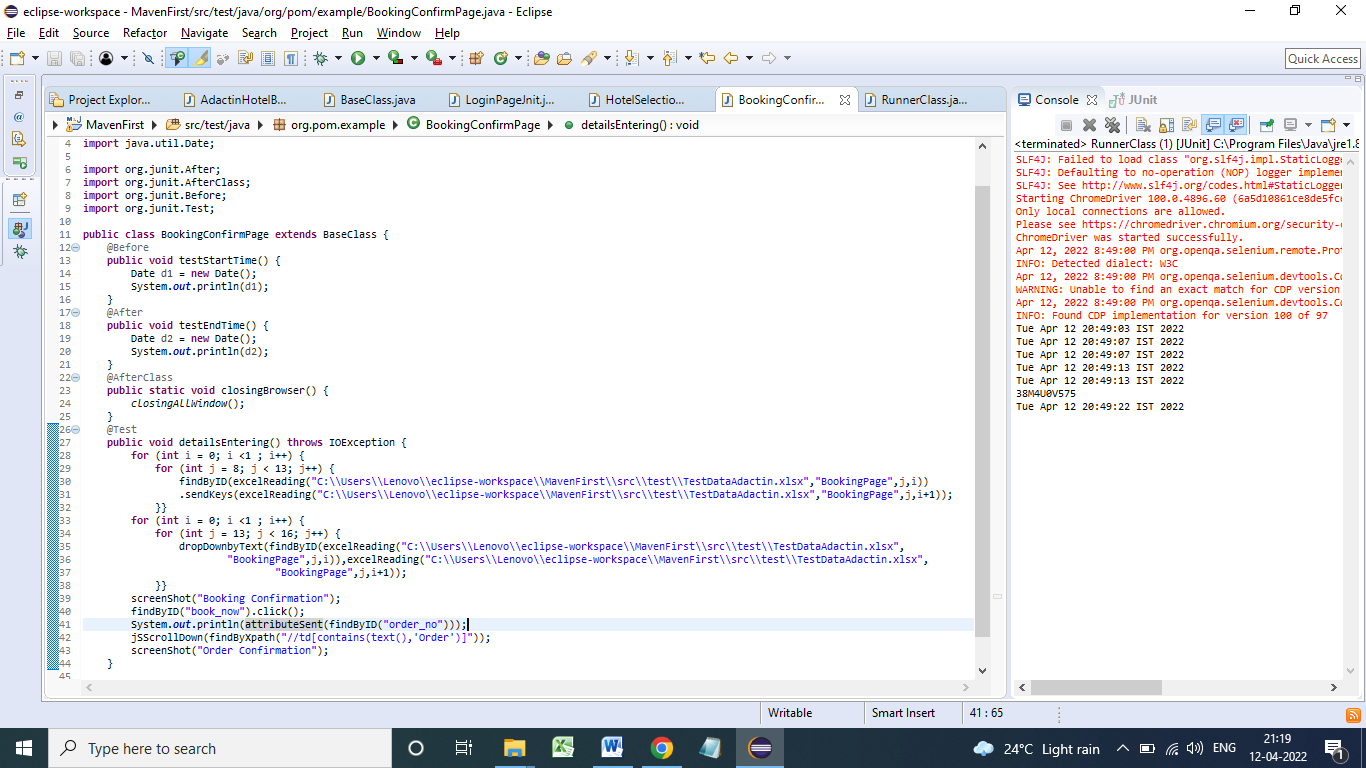 eclipse-workspace - MavenFirst/src/test/java/org/pom/example/BookingConfirmPage.java - Eclipse
File Edit Source Refactor Navigate Search Project Run Window Help
Quick Access
Project Explor... AdactinHotelB... BaseClass.java LoginPageJnit.j... HotelSelectio... BookingConfir... RunnerClass.ja...
MavenFirst src/test/java org.pom.example BookingConfirmPage detailsEntering() : void
4 import java.util.Date;
5
6 import org.junit.After;
7 import org.junit.AfterClass;
8 import org.junit.Before;
9 import org.junit.Test;
10
11 public class BookingConfirmPage extends BaseClass {
12 @Before
13 public void testStartTime() {
14 Date d1 = new Date();
15 System.out.println(d1);
16 }
17 @After
18 public void testEndTime() {
19 Date d2 = new Date();
20 System.out.println(d2);
21 }
22 @AfterClass
23 public static void closingBrowser() {
24 closingAllWindow();
25 }
26 @Test
27 public void detailsEntering() throws IOException {
28 for (int i = 0; i <1 ; i++) {
29 for (int j = 8; j < 13; j++) {
30 findByID(excelReading("C:\\Users\\Lenovo\\eclipse-workspace\\MavenFirst\\src\\test\\TestDataAdactin.xlsx","BookingPage",j,i))
31 .sendKeys(excelReading("C:\\Users\\Lenovo\\eclipse-workspace\\MavenFirst\\src\\test\\TestDataAdactin.xlsx","BookingPage",j,i+1));
32 }}
33 for (int i = 0; i <1 ; i++) {
34 for (int j = 13; j < 16; j++) {
35 dropDownbyText(findByID(excelReading("C:\\Users\\Lenovo\\eclipse-workspace\\MavenFirst\\src\\test\\TestDataAdactin.xlsx",
36 "BookingPage",j,i)),excelReading("C:\\Users\\Lenovo\\eclipse-workspace\\MavenFirst\\src\\test\\TestDataAdactin.xlsx",
37 "BookingPage",j,i+1));
38 }}
39 screenShot("Booking Confirmation");
40 findByID("book_now").click();
41 System.out.println(attributeSent(findByID("order_no")));
42 jSScrollDown(findByXpath("//td[contains(text(),'Order')]"));
43 screenShot("Order Confirmation");
44 }
45
Console JUnit
<terminated> RunnerClass (1) [JUnit] C:\Program Files\Java\jre1.8
SLF4J: Failed to load class "org.slf4j.impl.StaticLogge
SLF4J: Defaulting to no-operation (NOP) logger implemen
SLF4J: See http://www.slf4j.org/codes.html#StaticLogger
Starting ChromeDriver 100.0.4896.60 (6a5d10861ce8de5fce
Only local connections are allowed.
Please see https://chromedriver.chromium.org/security-c
ChromeDriver was started successfully.
Apr 12, 2022 8:49:00 PM org.openqa.selenium.remote.Prot
INFO: Detected dialect: W3C
Apr 12, 2022 8:49:00 PM org.openqa.selenium.devtools.Cd
WARNING: Unable to find an exact match for CDP version
Apr 12, 2022 8:49:00 PM org.openqa.selenium.devtools.Cd
INFO: Found CDP implementation for version 100 of 97
Tue Apr 12 20:49:03 IST 2022
Tue Apr 12 20:49:07 IST 2022
Tue Apr 12 20:49:07 IST 2022
Tue Apr 12 20:49:13 IST 2022
Tue Apr 12 20:49:13 IST 2022
38M4U0V575
Tue Apr 12 20:49:22 IST 2022
Writable Smart Insert 41 : 65
Type here to search
24°C Light rain ENG 21:19
12-04-2022
1